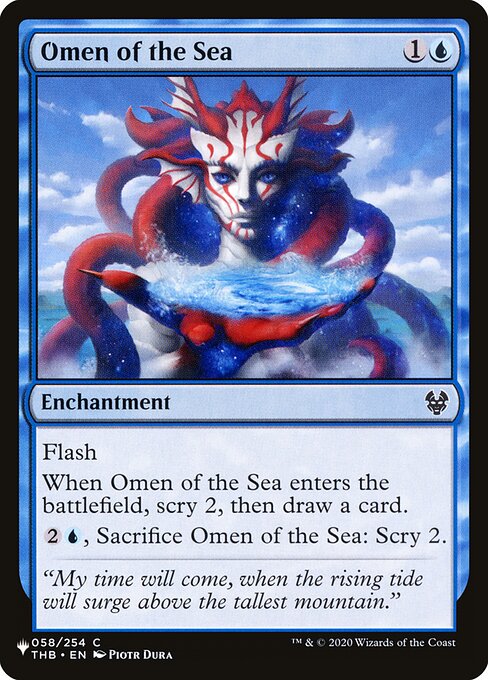 Omen of the Sea 1
Enchantment
Flash
When Omen of the Sea enters the
battlefield, scry 2, then draw a card.
2, Sacrifice Omen of the Sea: Scry 2.
“My time will come, when the rising tide
will surge above the tallest mountain.”
058/254 C
THB • EN Piotr Dura
™ & © 2020 Wizards of the Coast